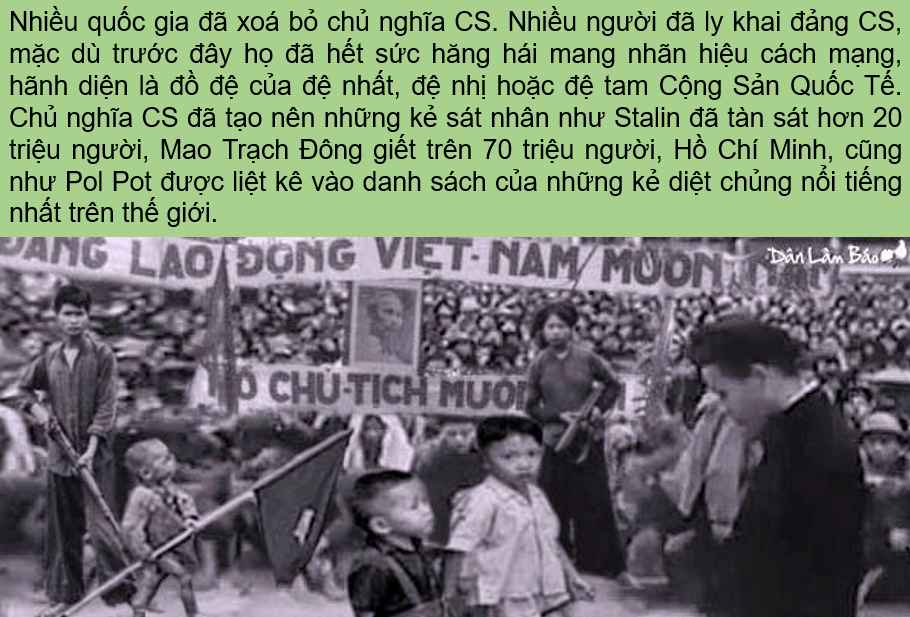 Nhiều quốc gia đã xoá bỏ chủ nghĩa CS. Nhiều người đã ly khai đảng CS,
mặc dù trước đây họ đã hết sức hăng hái mang nhãn hiệu cách mạng,
hãnh diện là đồ đệ của đệ nhất, đệ nhị hoặc đệ tam Cộng Sản Quốc Tế.
Chủ nghĩa CS đã tạo nên những kẻ sát nhân như Stalin đã tàn sát hơn 20
triệu người, Mao Trạch Đông giết trên 70 triệu người, Hồ Chí Minh, cũng
như Pol Pot được liệt kê vào danh sách của những kẻ diệt chủng nổi tiếng
nhất trên thế giới.
ĐẢNG LAO ĐỘNG VIỆT-NAM MUÔN
Dân Làm Báo
HỒ CHỦ-TỊCH MUÔN